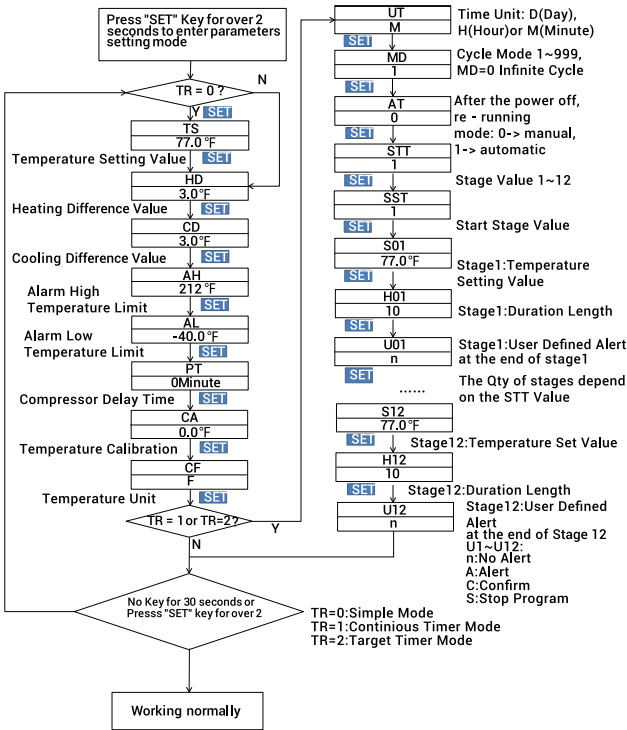 Press "SET" Key for over 2
seconds to enter parameters
setting mode
N
TR = 0 ?
Y SET
TS
77.0°F
Temperature Setting Value SET
HD
3.0°F
Heating Difference Value SET
CD
3.0°F
Cooling Difference Value SET
AH
212°F
Alarm High
Temperature Limit SET
AL
-40.0°F
Alarm Low
Temperature Limit SET
PT
0Minute
Compressor Delay Time SET
CA
0.0°F
Temperature Calibration SET
CF
F
Temperature Unit SET
TR = 1 or TR=2?
Y
N
No Key for 30 seconds or
Presss "SET" key for over 2
Working normally
UT
M
Time Unit: D(Day),
H(Hour)or M(Minute)
SET
MD
1
Cycle Mode 1~999,
MD=0 Infinite Cycle
SET
AT
0
After the power off,
re - running
mode: 0-> manual,
1-> automatic
SET
STT
1
SET
Stage Value 1~12
SST
1
SET
Start Stage Value
S01
77.0°F
SET
Stage1:Temperature
Setting Value
H01
10
SET
Stage1:Duration Length
U01
n
Stage1:User Defined Alert
at the end of stage1
SET
......
The Qty of stages depend
on the STT Value
S12
77.0°F
SET
Stage12:Temperature Set Value
H12
10
SET
Stage12:Duration Length
U12
n
Stage12:User Defined
Alert
at the end of Stage 12
U1~U12:
n:No Alert
A:Alert
C:Confirm
S:Stop Program
TR=0:Simple Mode
TR=1:Continious Timer Mode
TR=2:Target Timer Mode